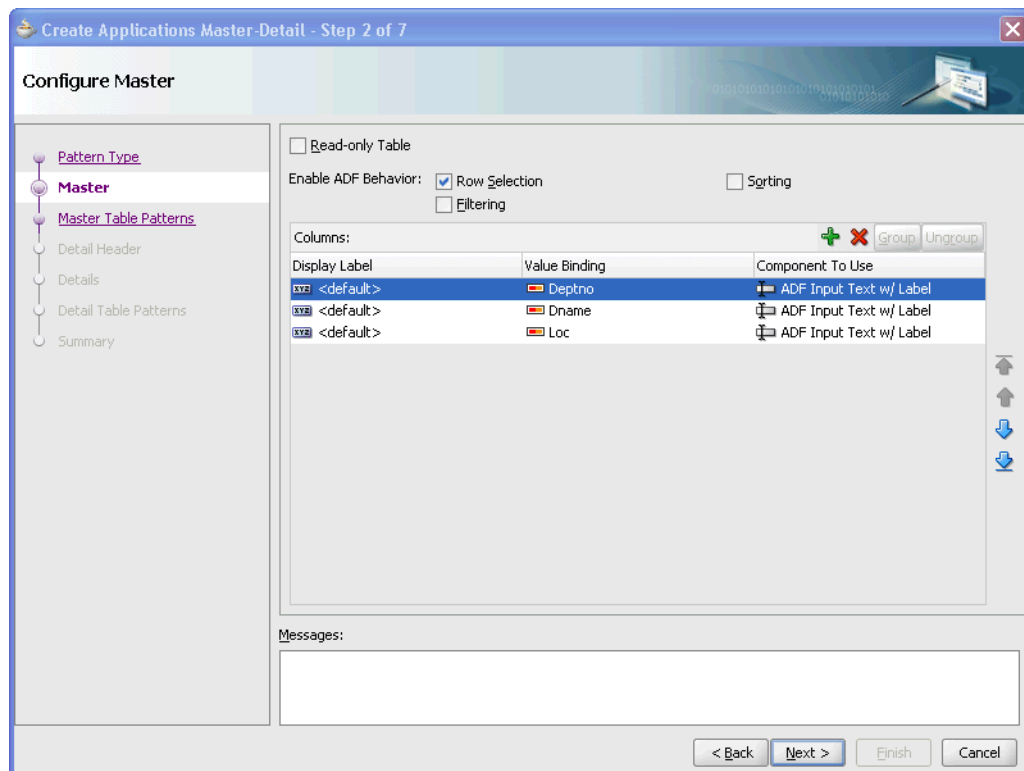 Create Applications Master-Detail - Step 2 of 7
Configure Master
Pattern Type
Master
Master Table Patterns
Detail Header
Details
Detail Table Patterns
Summary
Read-only Table
Enable ADF Behavior: Row Selection Sorting
Filtering
Columns: Group Ungroup
Display Label Value Binding Component To Use
xyz <default> Deptno ADF Input Text w/ Label
xyz <default> Dname ADF Input Text w/ Label
xyz <default> Loc ADF Input Text w/ Label
Messages:
< Back Next > Finish Cancel